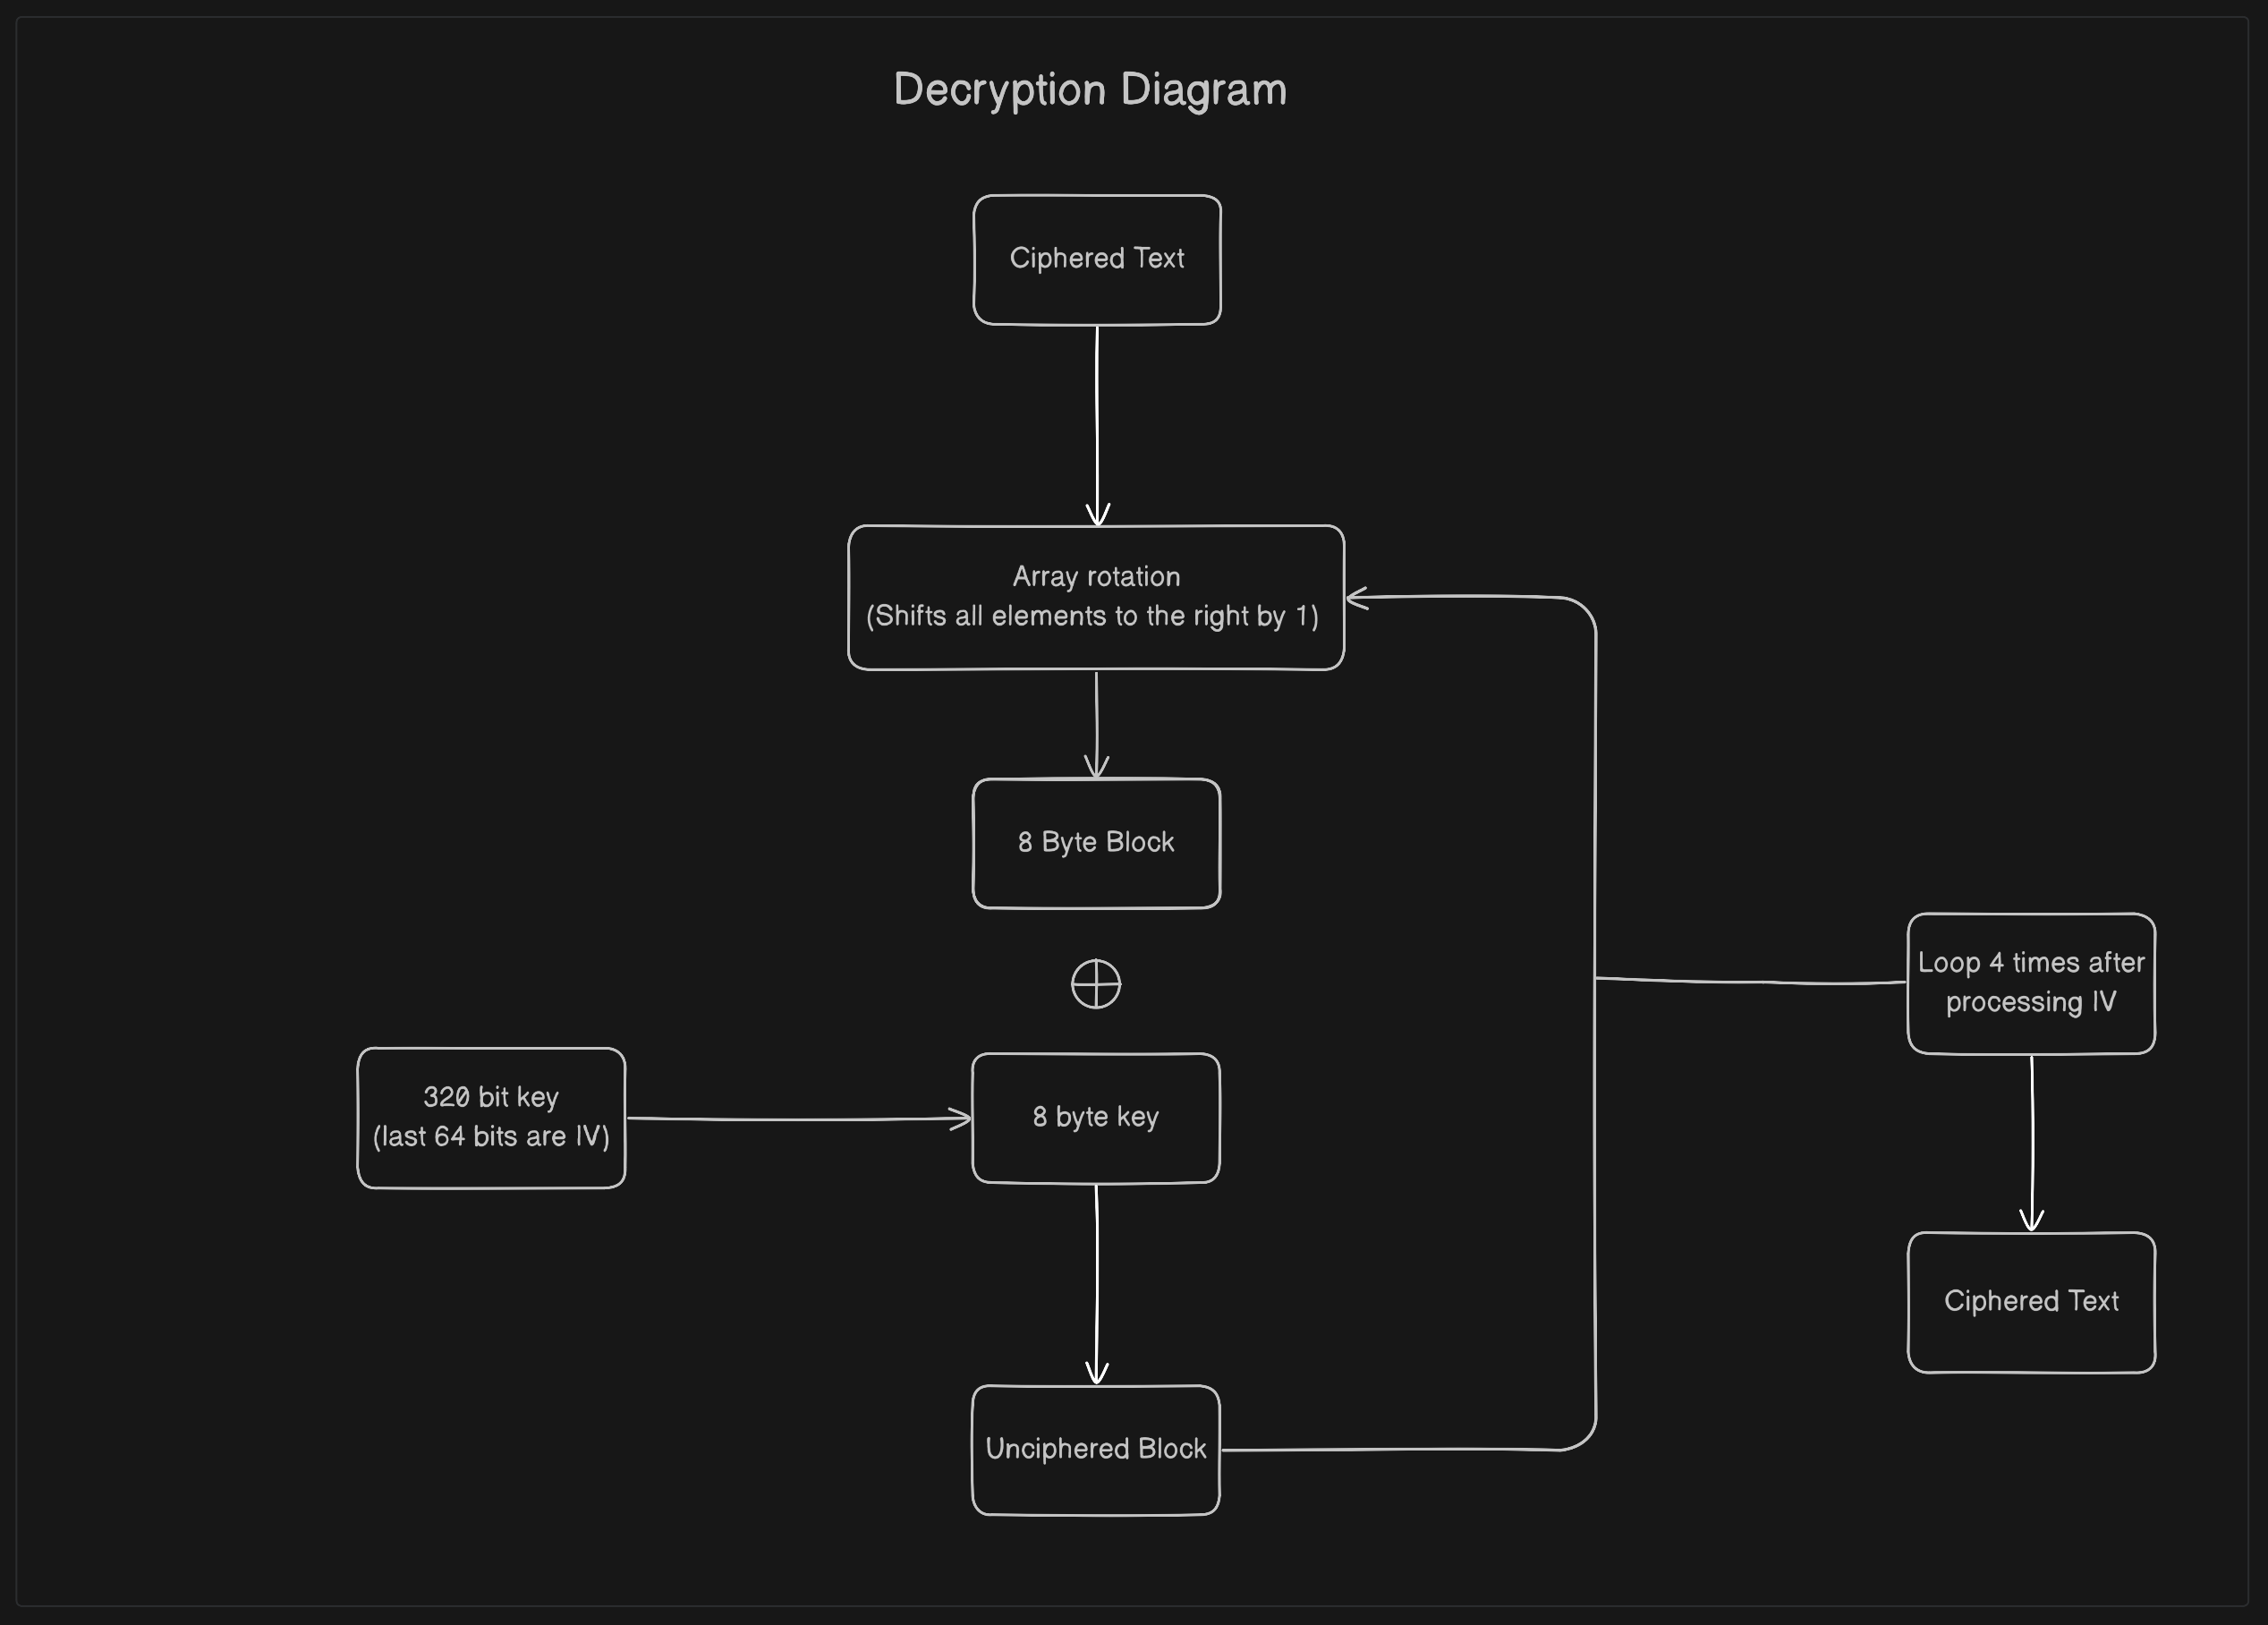 Decryption Diagram
Ciphered Text
Array rotation
(Shifts all elements to the right by 1)
8 Byte Block
320 bit key
(last 64 bits are IV)
8 byte key
Unciphered Block
Loop 4 times after
processing IV
Ciphered Text